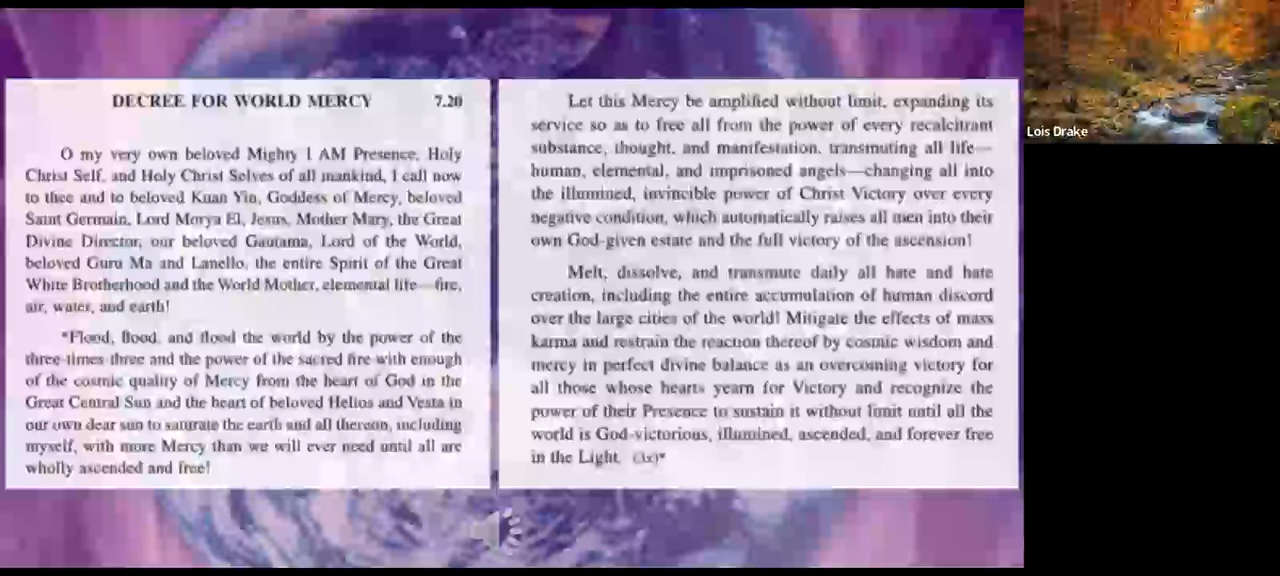 DECREE FOR WORLD MERCY 7.20
O my very own beloved Mighty I AM Presence, Holy
Christ Self, and Holy Christ Selves of all mankind, I call now
to thee and to beloved Kuan Yin, Goddess of Mercy, beloved
Saint Germain, Lord Morya El, Jesus, Mother Mary, the Great
Divine Director, our beloved Gautama, Lord of the World,
beloved Guru Ma and Lanello, the entire Spirit of the Great
White Brotherhood and the World Mother, elemental life—fire,
air, water, and earth!
*Flood, flood, and flood the world by the power of the
three-times-three and the power of the sacred fire with enough
of the cosmic quality of Mercy from the heart of God in the
Great Central Sun and the heart of beloved Helios and Vesta in
our own dear sun to saturate the earth and all thereon, including
myself, with more Mercy than we will ever need until all are
wholly ascended and free!
Let this Mercy be amplified without limit, expanding its
service so as to free all from the power of every recalcitrant
substance, thought, and manifestation, transmuting all life—
human, elemental, and imprisoned angels—changing all into
the illumined, invincible power of Christ Victory over every
negative condition, which automatically raises all men into their
own God-given estate and the full victory of the ascension!
Melt, dissolve, and transmute daily all hate and hate
creation, including the entire accumulation of human discord
over the large cities of the world! Mitigate the effects of mass
karma and restrain the reaction thereof by cosmic wisdom and
mercy in perfect divine balance as an overcoming victory for
all those whose hearts yearn for Victory and recognize the
power of their Presence to sustain it without limit until all the
world is God-victorious, illumined, ascended, and forever free
in the Light. (3x)*
Lois Drake